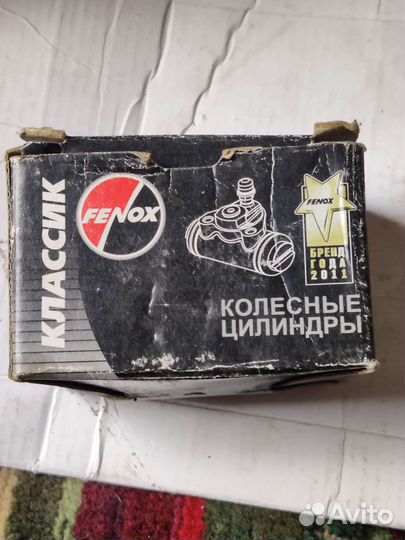 КЛАССИК
FENOX
FENOX
БРЕНД
ГОДА
2011
КОЛЕСНЫЕ
ЦИЛИНДРЫ
Avito